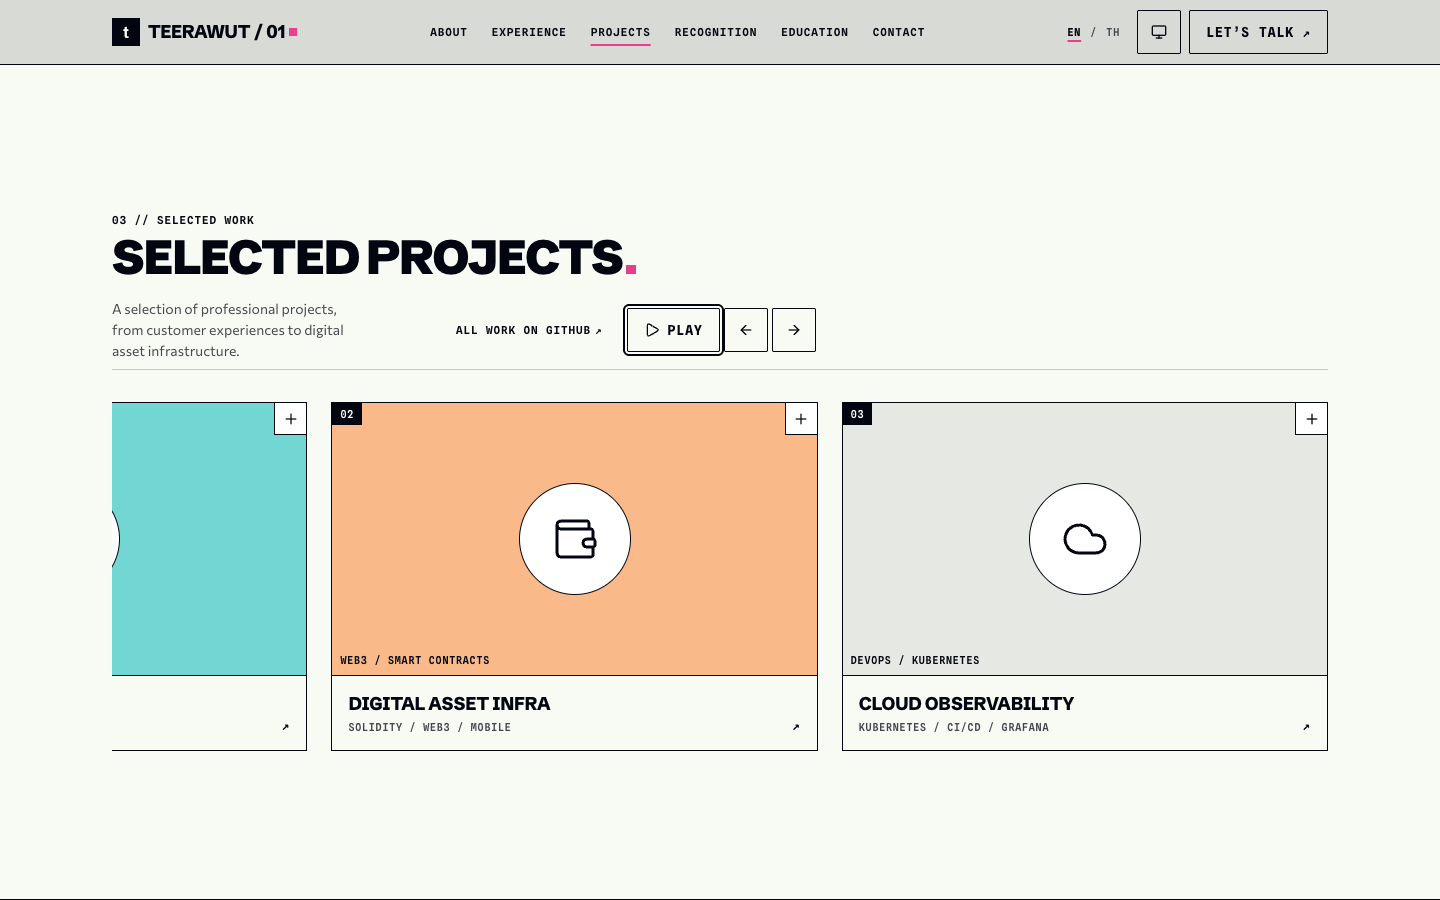 t TEERAWUT / 01
ABOUT EXPERIENCE PROJECTS RECOGNITION EDUCATION CONTACT
EN / TH
LET’S TALK ↗
03 // SELECTED WORK
SELECTED PROJECTS.
A selection of professional projects,
from customer experiences to digital
asset infrastructure.
ALL WORK ON GITHUB ↗
PLAY
02
WEB3 / SMART CONTRACTS
DIGITAL ASSET INFRA
SOLIDITY / WEB3 / MOBILE ↗
03
DEVOPS / KUBERNETES
CLOUD OBSERVABILITY
KUBERNETES / CI/CD / GRAFANA ↗